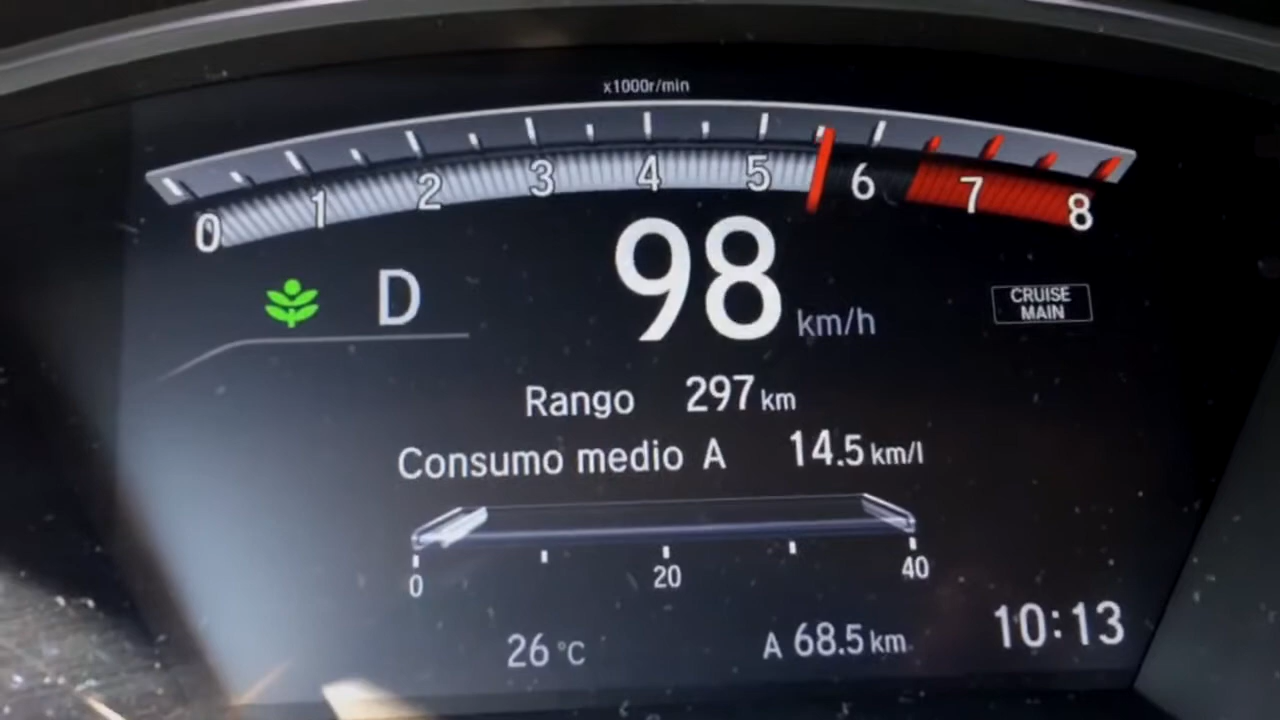 x1000r/min
0 1 2 3 4 5 6 7 8
D 98 km/h CRUISE
MAIN
Rango 297 km
Consumo medio A 14.5 km/l
0 20 40
26 °C A 68.5 km 10:13